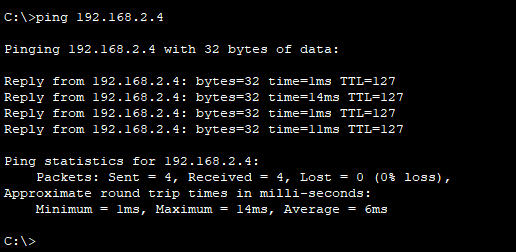 C:\>ping 192.168.2.4
Pinging 192.168.2.4 with 32 bytes of data:
Reply from 192.168.2.4: bytes=32 time=1ms TTL=127
Reply from 192.168.2.4: bytes=32 time=14ms TTL=127
Reply from 192.168.2.4: bytes=32 time=1ms TTL=127
Reply from 192.168.2.4: bytes=32 time=11ms TTL=127
Ping statistics for 192.168.2.4:
    Packets: Sent = 4, Received = 4, Lost = 0 (0% loss),
Approximate round trip times in milli-seconds:
    Minimum = 1ms, Maximum = 14ms, Average = 6ms
C:\>